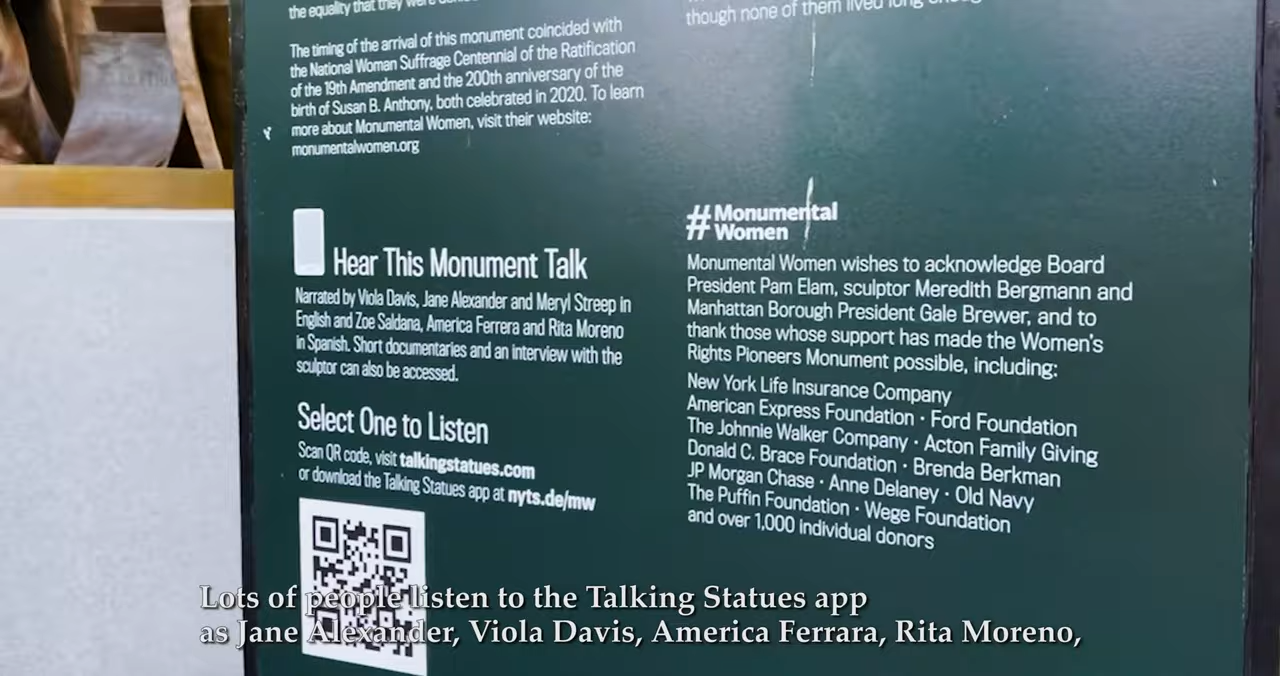 the equality that they were
The timing of the arrival of this monument coincided with
the National Woman Suffrage Centennial of the Ratification
of the 19th Amendment and the 200th anniversary of the
birth of Susan B. Anthony, both celebrated in 2020. To learn
more about Monumental Women, visit their website:
monumentalwomen.org
Hear This Monument Talk
Narrated by Viola Davis, Jane Alexander and Meryl Streep in
English and Zoe Saldana, America Ferrera and Rita Moreno
in Spanish. Short documentaries and an interview with the
sculptor can also be accessed.
Select One to Listen
Scan QR code, visit talkingstatues.com
or download the Talking Statues app at nyts.de/mw
though none of them lived long
#Monumental
Women
Monumental Women wishes to acknowledge Board
President Pam Elam, sculptor Meredith Bergmann and
Manhattan Borough President Gale Brewer, and to
thank those whose support has made the Women's
Rights Pioneers Monument possible, including:
New York Life Insurance Company
American Express Foundation · Ford Foundation
The Johnnie Walker Company · Acton Family Giving
Donald C. Brace Foundation · Brenda Berkman
JP Morgan Chase · Anne Delaney · Old Navy
The Puffin Foundation · Wege Foundation
and over 1,000 individual donors
Lots of people listen to the Talking Statues app
as Jane Alexander, Viola Davis, America Ferrara, Rita Moreno,